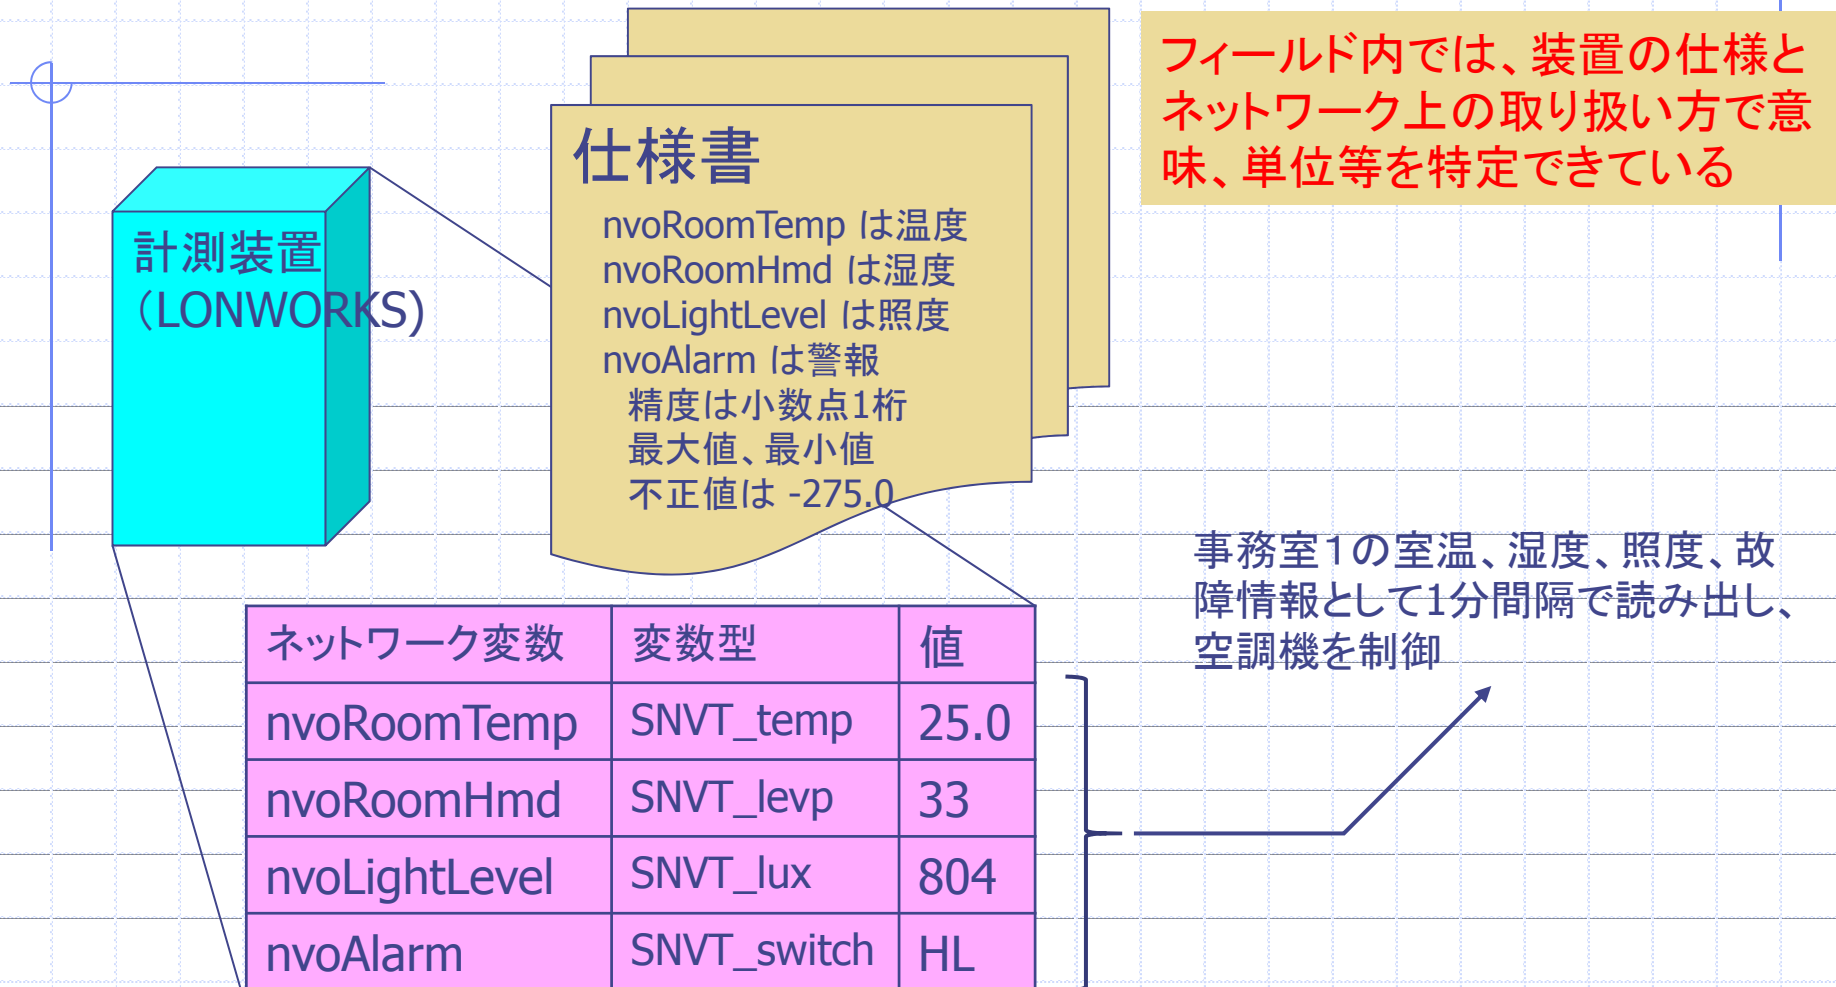 フィールド内では、装置の仕様と
ネットワーク上の取り扱い方で意
味、単位等を特定できている
仕様書
nvoRoomTemp は温度
nvoRoomHmd は湿度
nvoLightLevel は照度
nvoAlarm は警報
精度は小数点1桁
最大値、最小値
不正値は -275.0
計測装置
（LONWORKS)
事務室１の室温、湿度、照度、故
障情報として1分間隔で読み出し、
空調機を制御
ネットワーク変数 変数型 値
nvoRoomTemp SNVT_temp 25.0
nvoRoomHmd SNVT_levp 33
nvoLightLevel SNVT_lux 804
nvoAlarm SNVT_switch HL